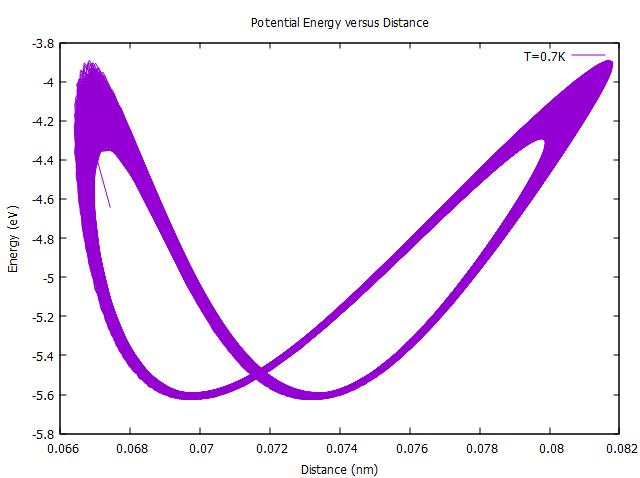 Potential Energy versus Distance
-3.8
T=0.7K
-4
-4.2
-4.4
-4.6
-4.8
-5
-5.2
-5.4
-5.6
-5.8
Energy (eV)
0.066 0.068 0.07 0.072 0.074 0.076 0.078 0.08 0.082
Distance (nm)